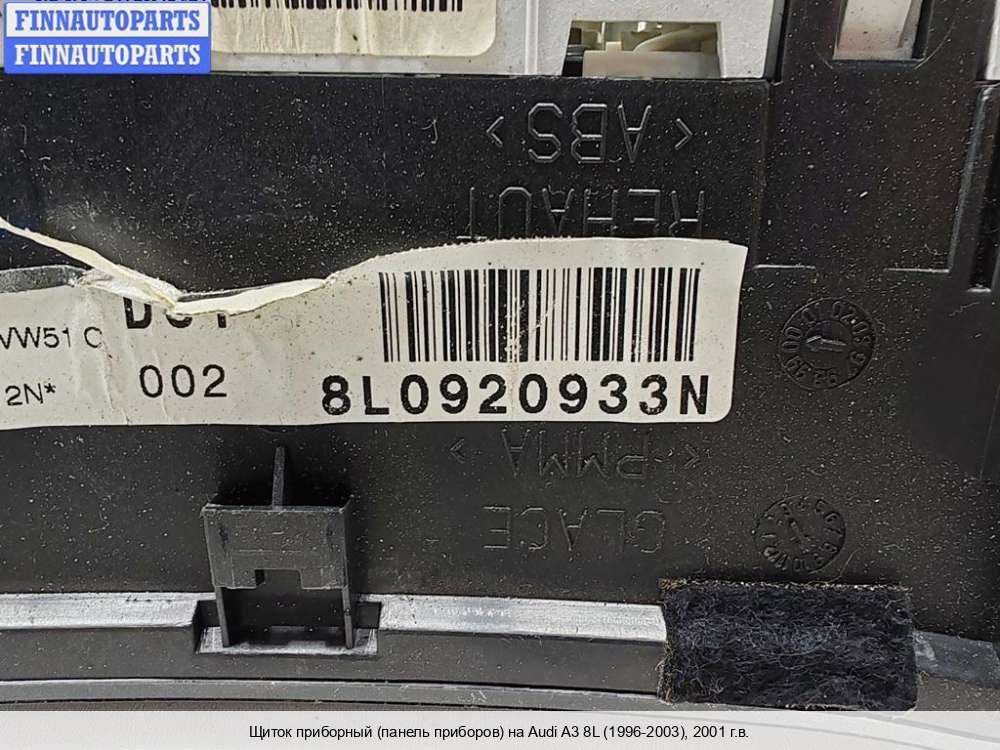 FINNAUTOPARTS
FINNAUTOPARTS
> ABS <
REHAUT
VW51 C
002
2N*
8L0920933N
> PMMA <
GLACE
Щиток приборный (панель приборов) на Audi A3 8L (1996-2003), 2001 г.в.